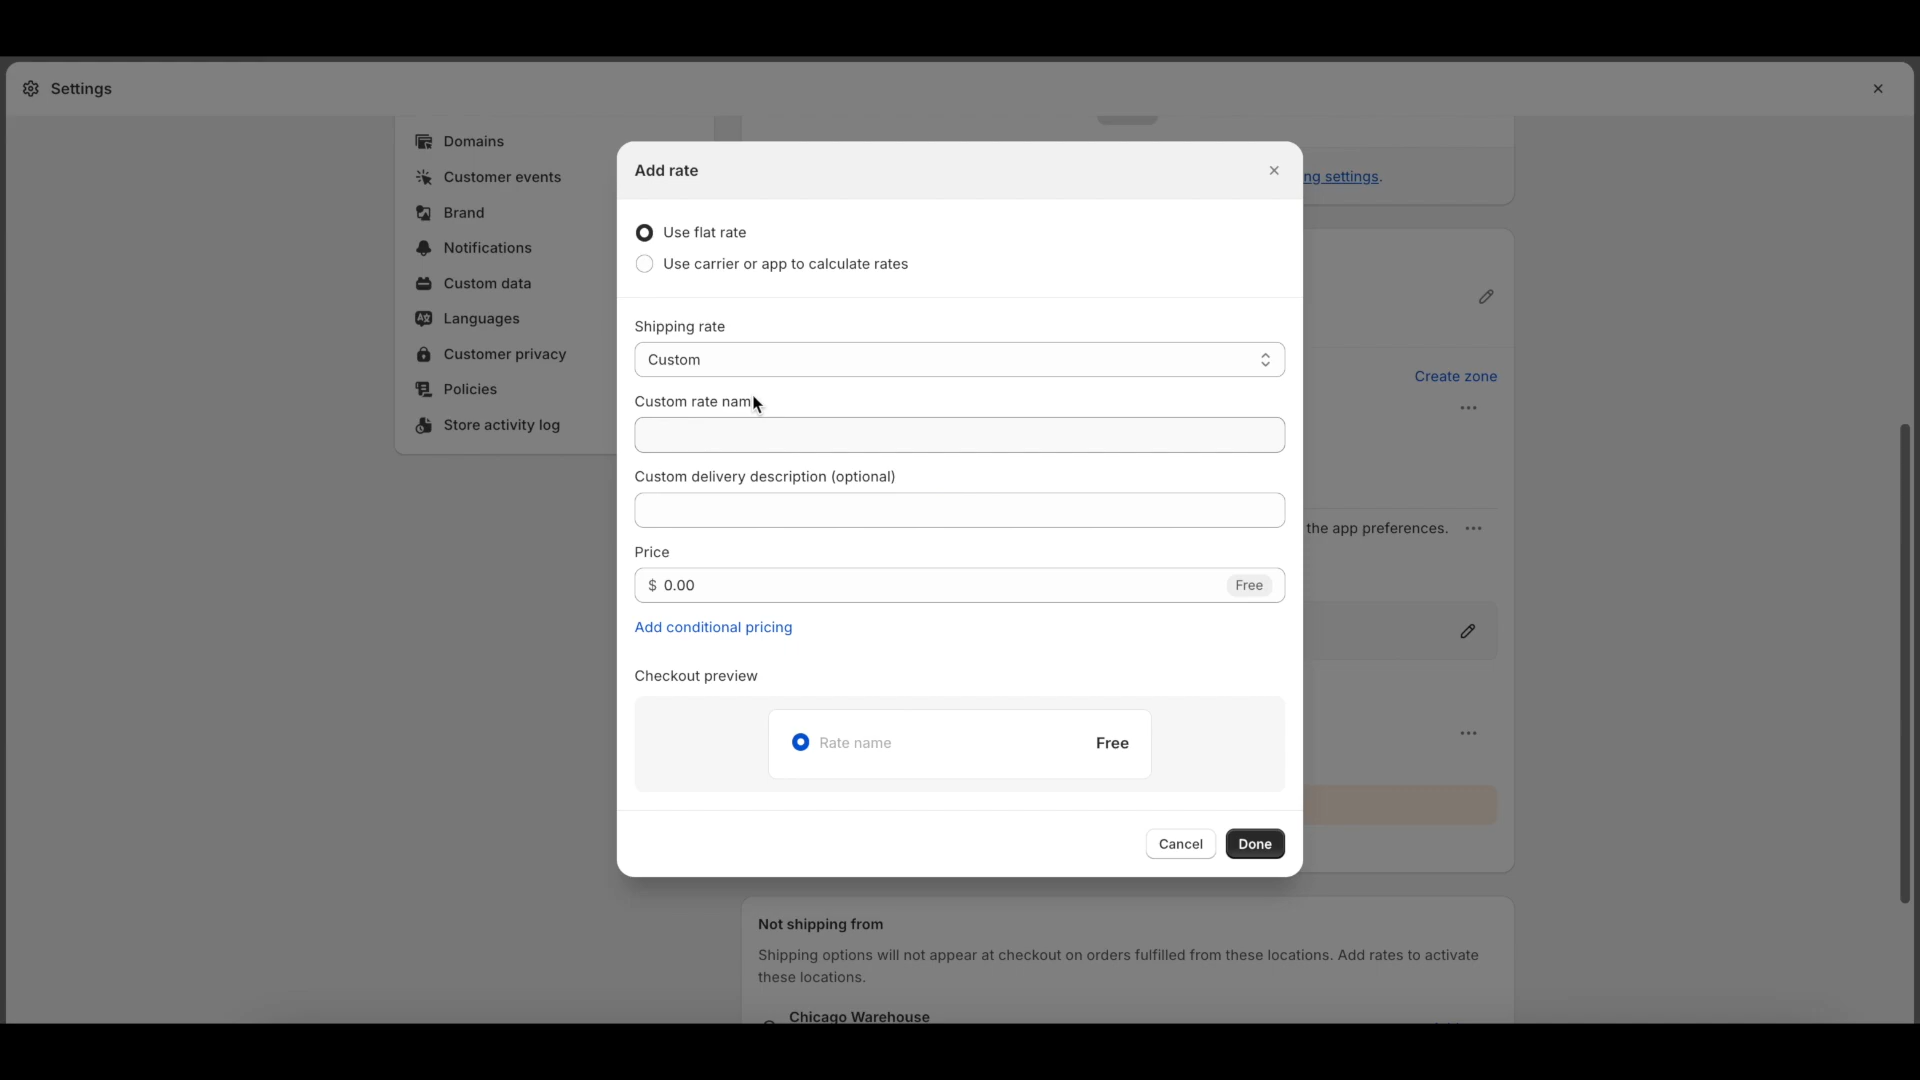 Settings
Domains
Customer events
Brand
Notifications
Custom data
Languages
Customer privacy
Policies
Store activity log
Add rate
Use flat rate
Use carrier or app to calculate rates
Shipping rate
Custom
Custom rate nam
Custom delivery description (optional)
Price
$ 0.00
Free
Add conditional pricing
Checkout preview
Rate name
Free
Cancel
Done
ng settings.
Create zone
the app preferences.
Not shipping from
Shipping options will not appear at checkout on orders fulfilled from these locations. Add rates to activate
these locations.
Chicago Warehouse